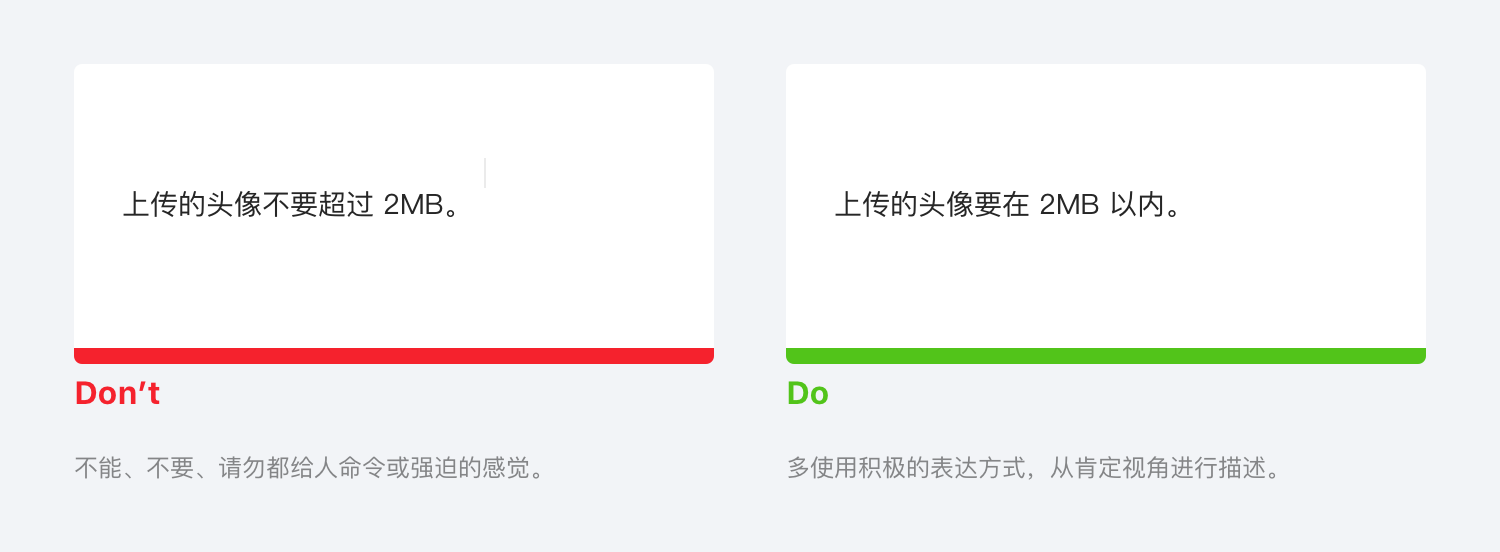 上传的头像不要超过 2MB。
Don’t
不能、不要、请勿都给人命令或强迫的感觉。
上传的头像要在 2MB 以内。
Do
多使用积极的表达方式，从肯定视角进行描述。